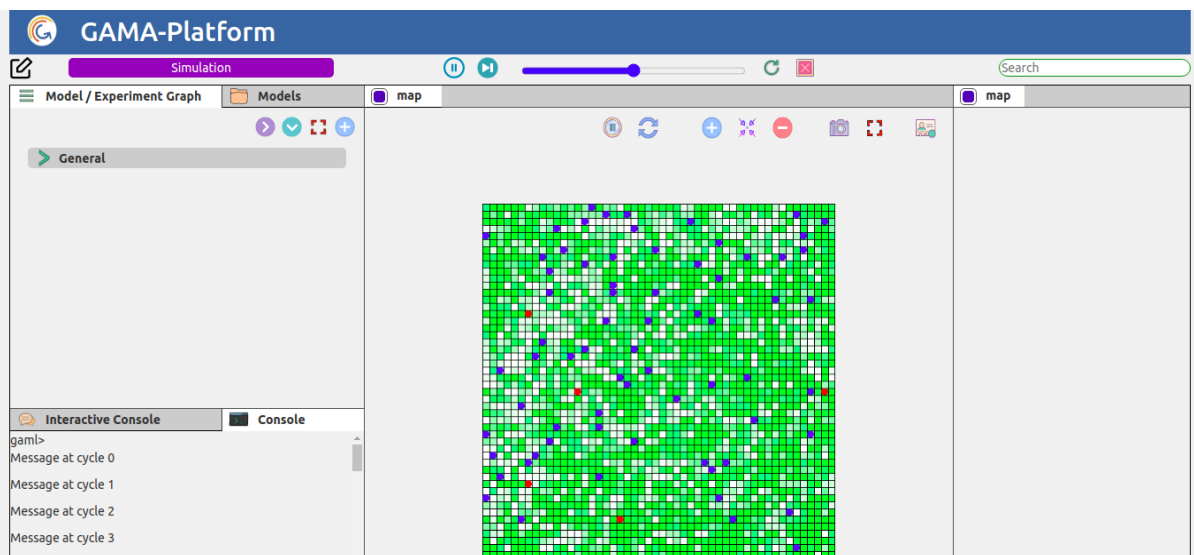 GAMA-Platform
Simulation
Search
Model / Experiment Graph
Models
map
map
General
Interactive Console
Console
gaml>
Message at cycle 0
Message at cycle 1
Message at cycle 2
Message at cycle 3